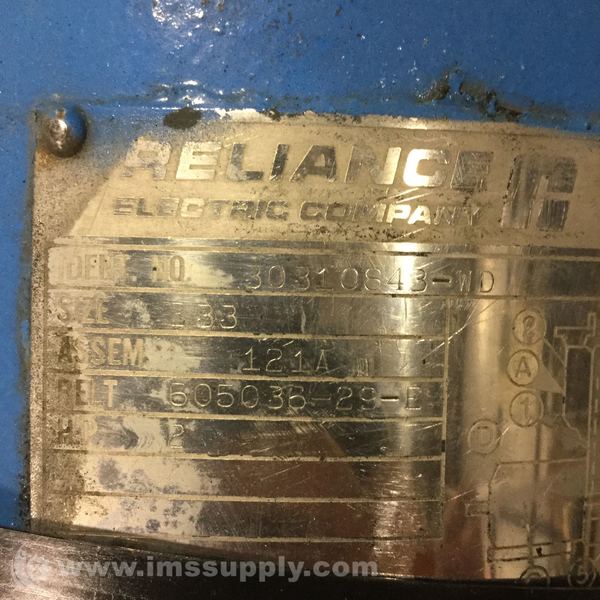 RELIANCE
ELECTRIC COMPANY
IDENT. NO. 30310843-WD
SIZE 133
ASSEM. 121A
BELT 605036-29-E
H.P. 2
2
A
1
D
www.imssupply.com